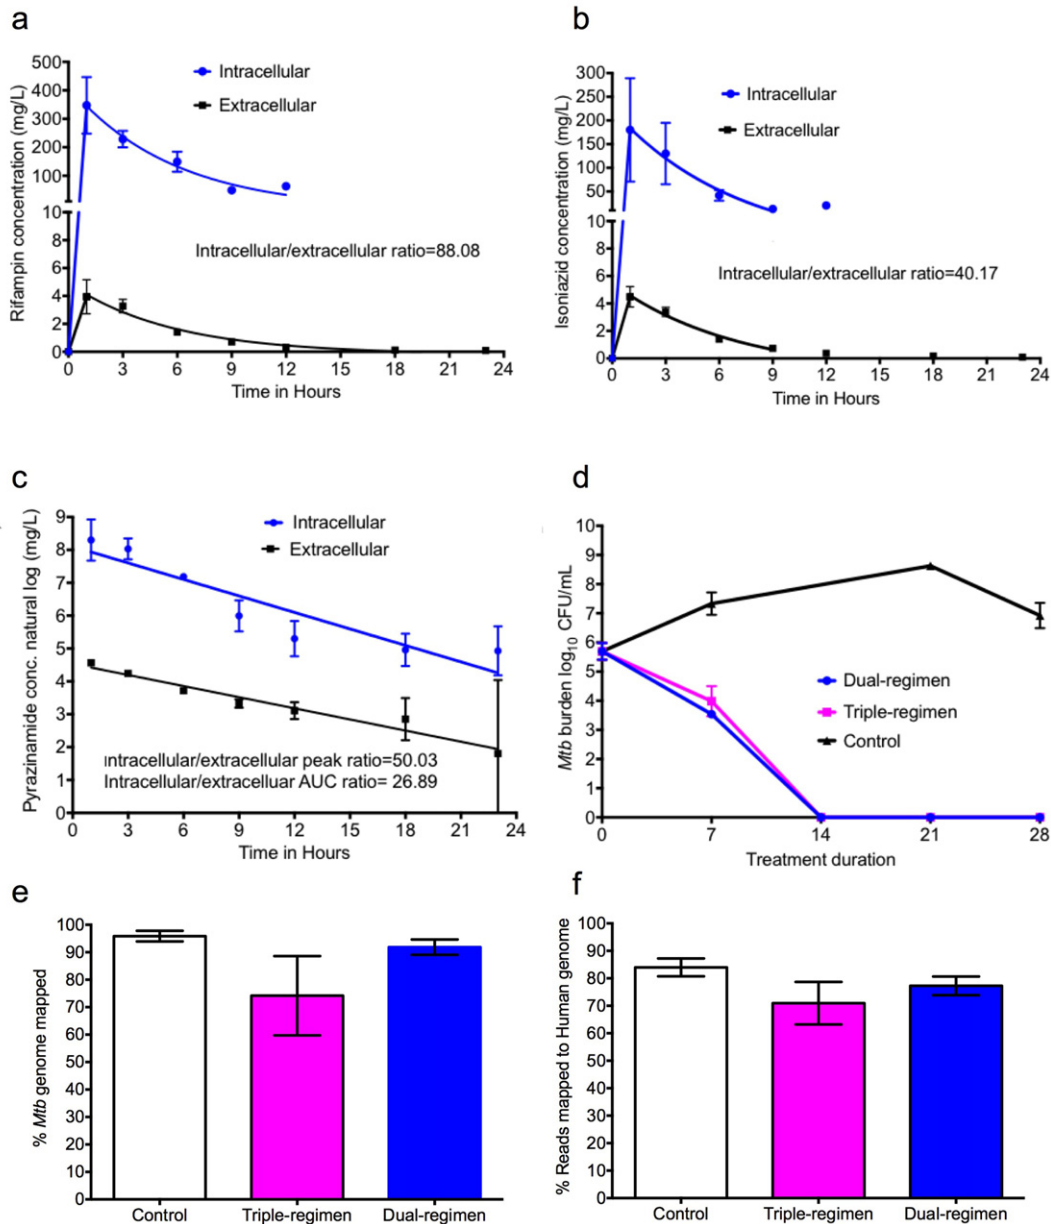 a
Rifampin concentration (mg/L)
500
400
300
200
100
10
8
6
4
2
0
Intracellular
Extracellular
Intracellular/extracellular ratio=88.08
0 3 6 9 12 15 18 21 24
Time in Hours
b
Isoniazid concentration (mg/L)
300
250
200
150
100
50
10
8
6
4
2
0
Intracellular
Extracellular
Intracellular/extracellular ratio=40.17
0 3 6 9 12 15 18 21 24
Time in Hours
c
Pyrazinamide conc. natural log (mg/L)
9
8
7
6
5
4
3
2
1
0
Intracellular
Extracellular
Intracellular/extracellular peak ratio=50.03
Intracellular/extracelluar AUC ratio= 26.89
0 3 6 9 12 15 18 21 24
Time in Hours
d
Mtb burden log10 CFU/mL
10
9
8
7
6
5
4
3
2
1
0
Dual-regimen
Triple-regimen
Control
0 7 14 21 28
Treatment duration
e
% Mtb genome mapped
100
90
80
70
60
50
40
30
20
10
0
Control Triple-regimen Dual-regimen
f
% Reads mapped to Human genome
100
90
80
70
60
50
40
30
20
10
0
Control Triple-regimen Dual-regimen